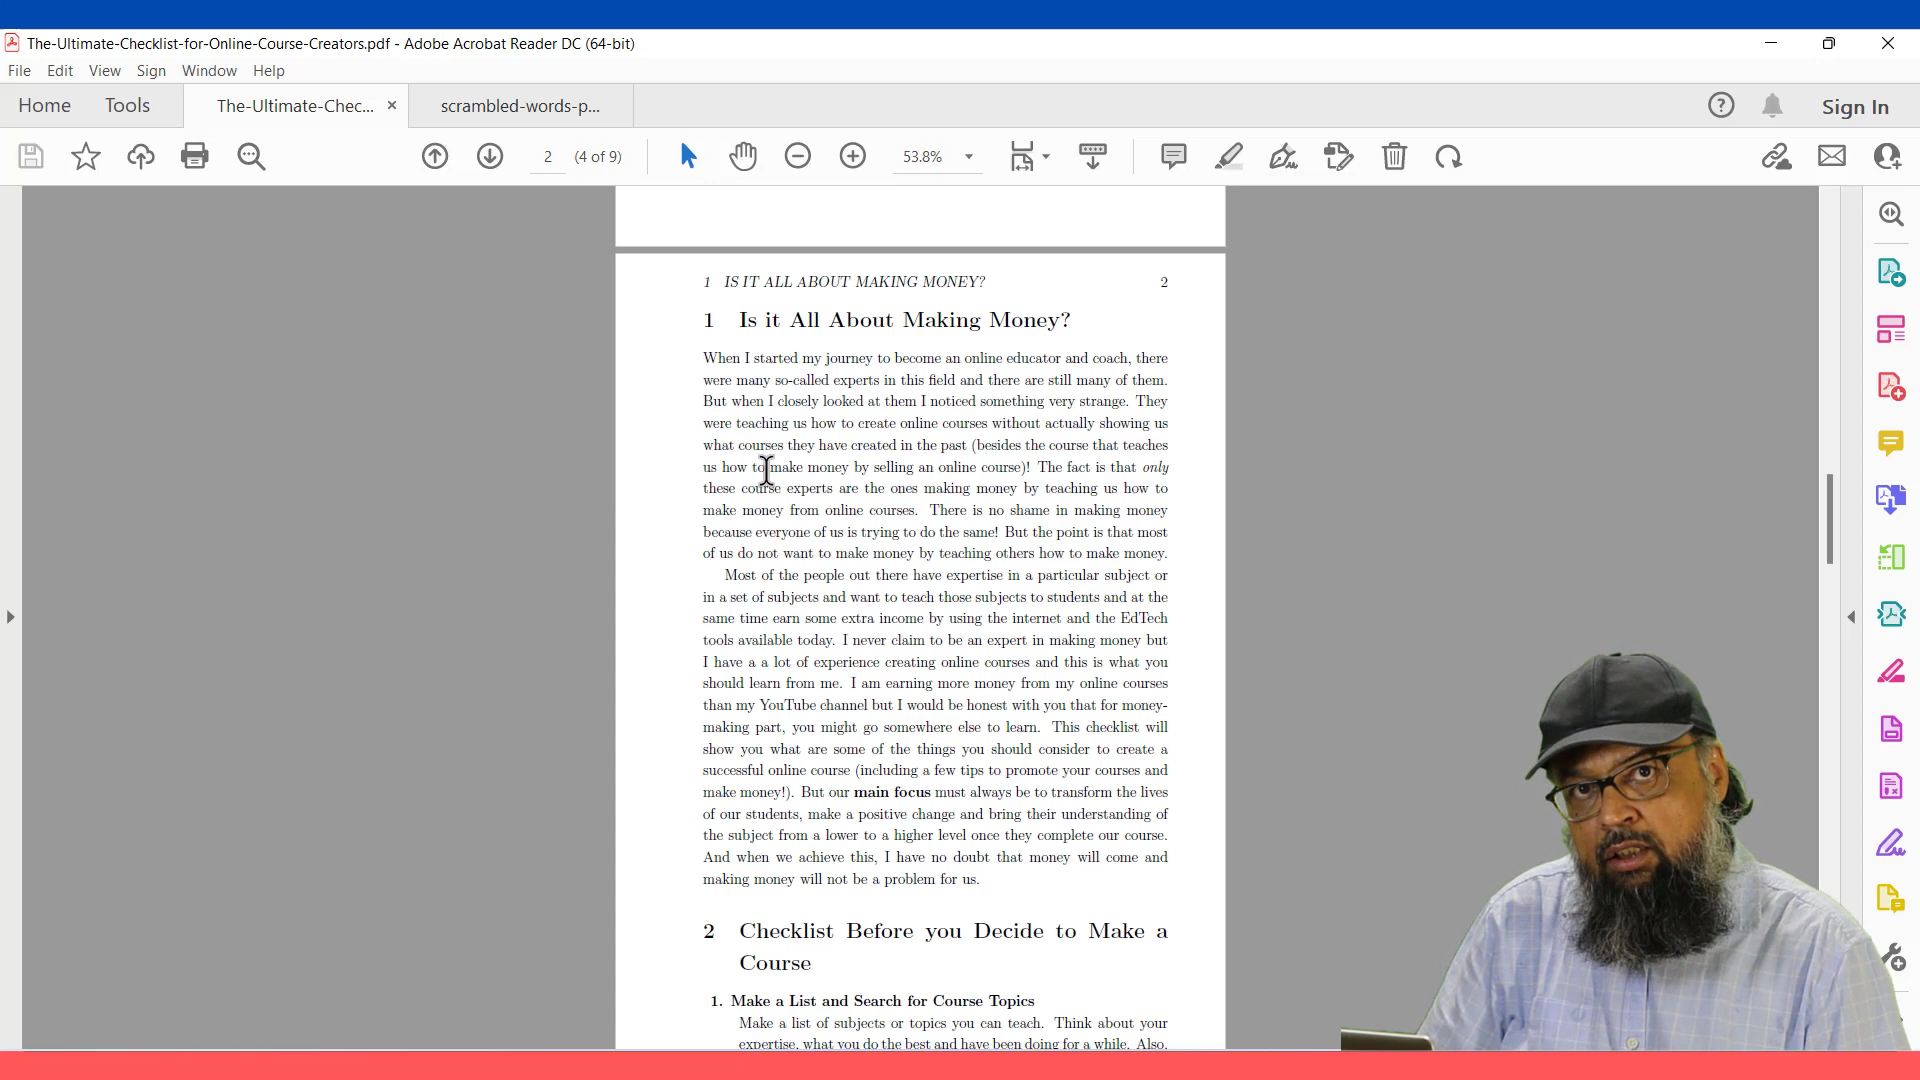 The-Ultimate-Checklist-for-Online-Course-Creators.pdf - Adobe Acrobat Reader DC (64-bit)
File Edit View Sign Window Help
Home Tools The-Ultimate-Chec... × scrambled-words-p... Sign In
2 (4 of 9) 53.8%
1 IS IT ALL ABOUT MAKING MONEY? 2
1 Is it All About Making Money?
When I started my journey to become an online educator and coach, there
were many so-called experts in this field and there are still many of them.
But when I closely looked at them I noticed something very strange. They
were teaching us how to create online courses without actually showing us
what courses they have created in the past (besides the course that teaches
us how to make money by selling an online course)! The fact is that only
these course experts are the ones making money by teaching us how to
make money from online courses. There is no shame in making money
because everyone of us is trying to do the same! But the point is that most
of us do not want to make money by teaching others how to make money.
Most of the people out there have expertise in a particular subject or
in a set of subjects and want to teach those subjects to students and at the
same time earn some extra income by using the internet and the EdTech
tools available today. I never claim to be an expert in making money but
I have a a lot of experience creating online courses and this is what you
should learn from me. I am earning more money from my online courses
than my YouTube channel but I would be honest with you that for money-
making part, you might go somewhere else to learn. This checklist will
show you what are some of the things you should consider to create a
successful online course (including a few tips to promote your courses and
make money!). But our main focus must always be to transform the lives
of our students, make a positive change and bring their understanding of
the subject from a lower to a higher level once they complete our course.
And when we achieve this, I have no doubt that money will come and
making money will not be a problem for us.
2 Checklist Before you Decide to Make a
Course
1. Make a List and Search for Course Topics
Make a list of subjects or topics you can teach. Think about your
expertise, what you do the best and have been doing for a while. Also,